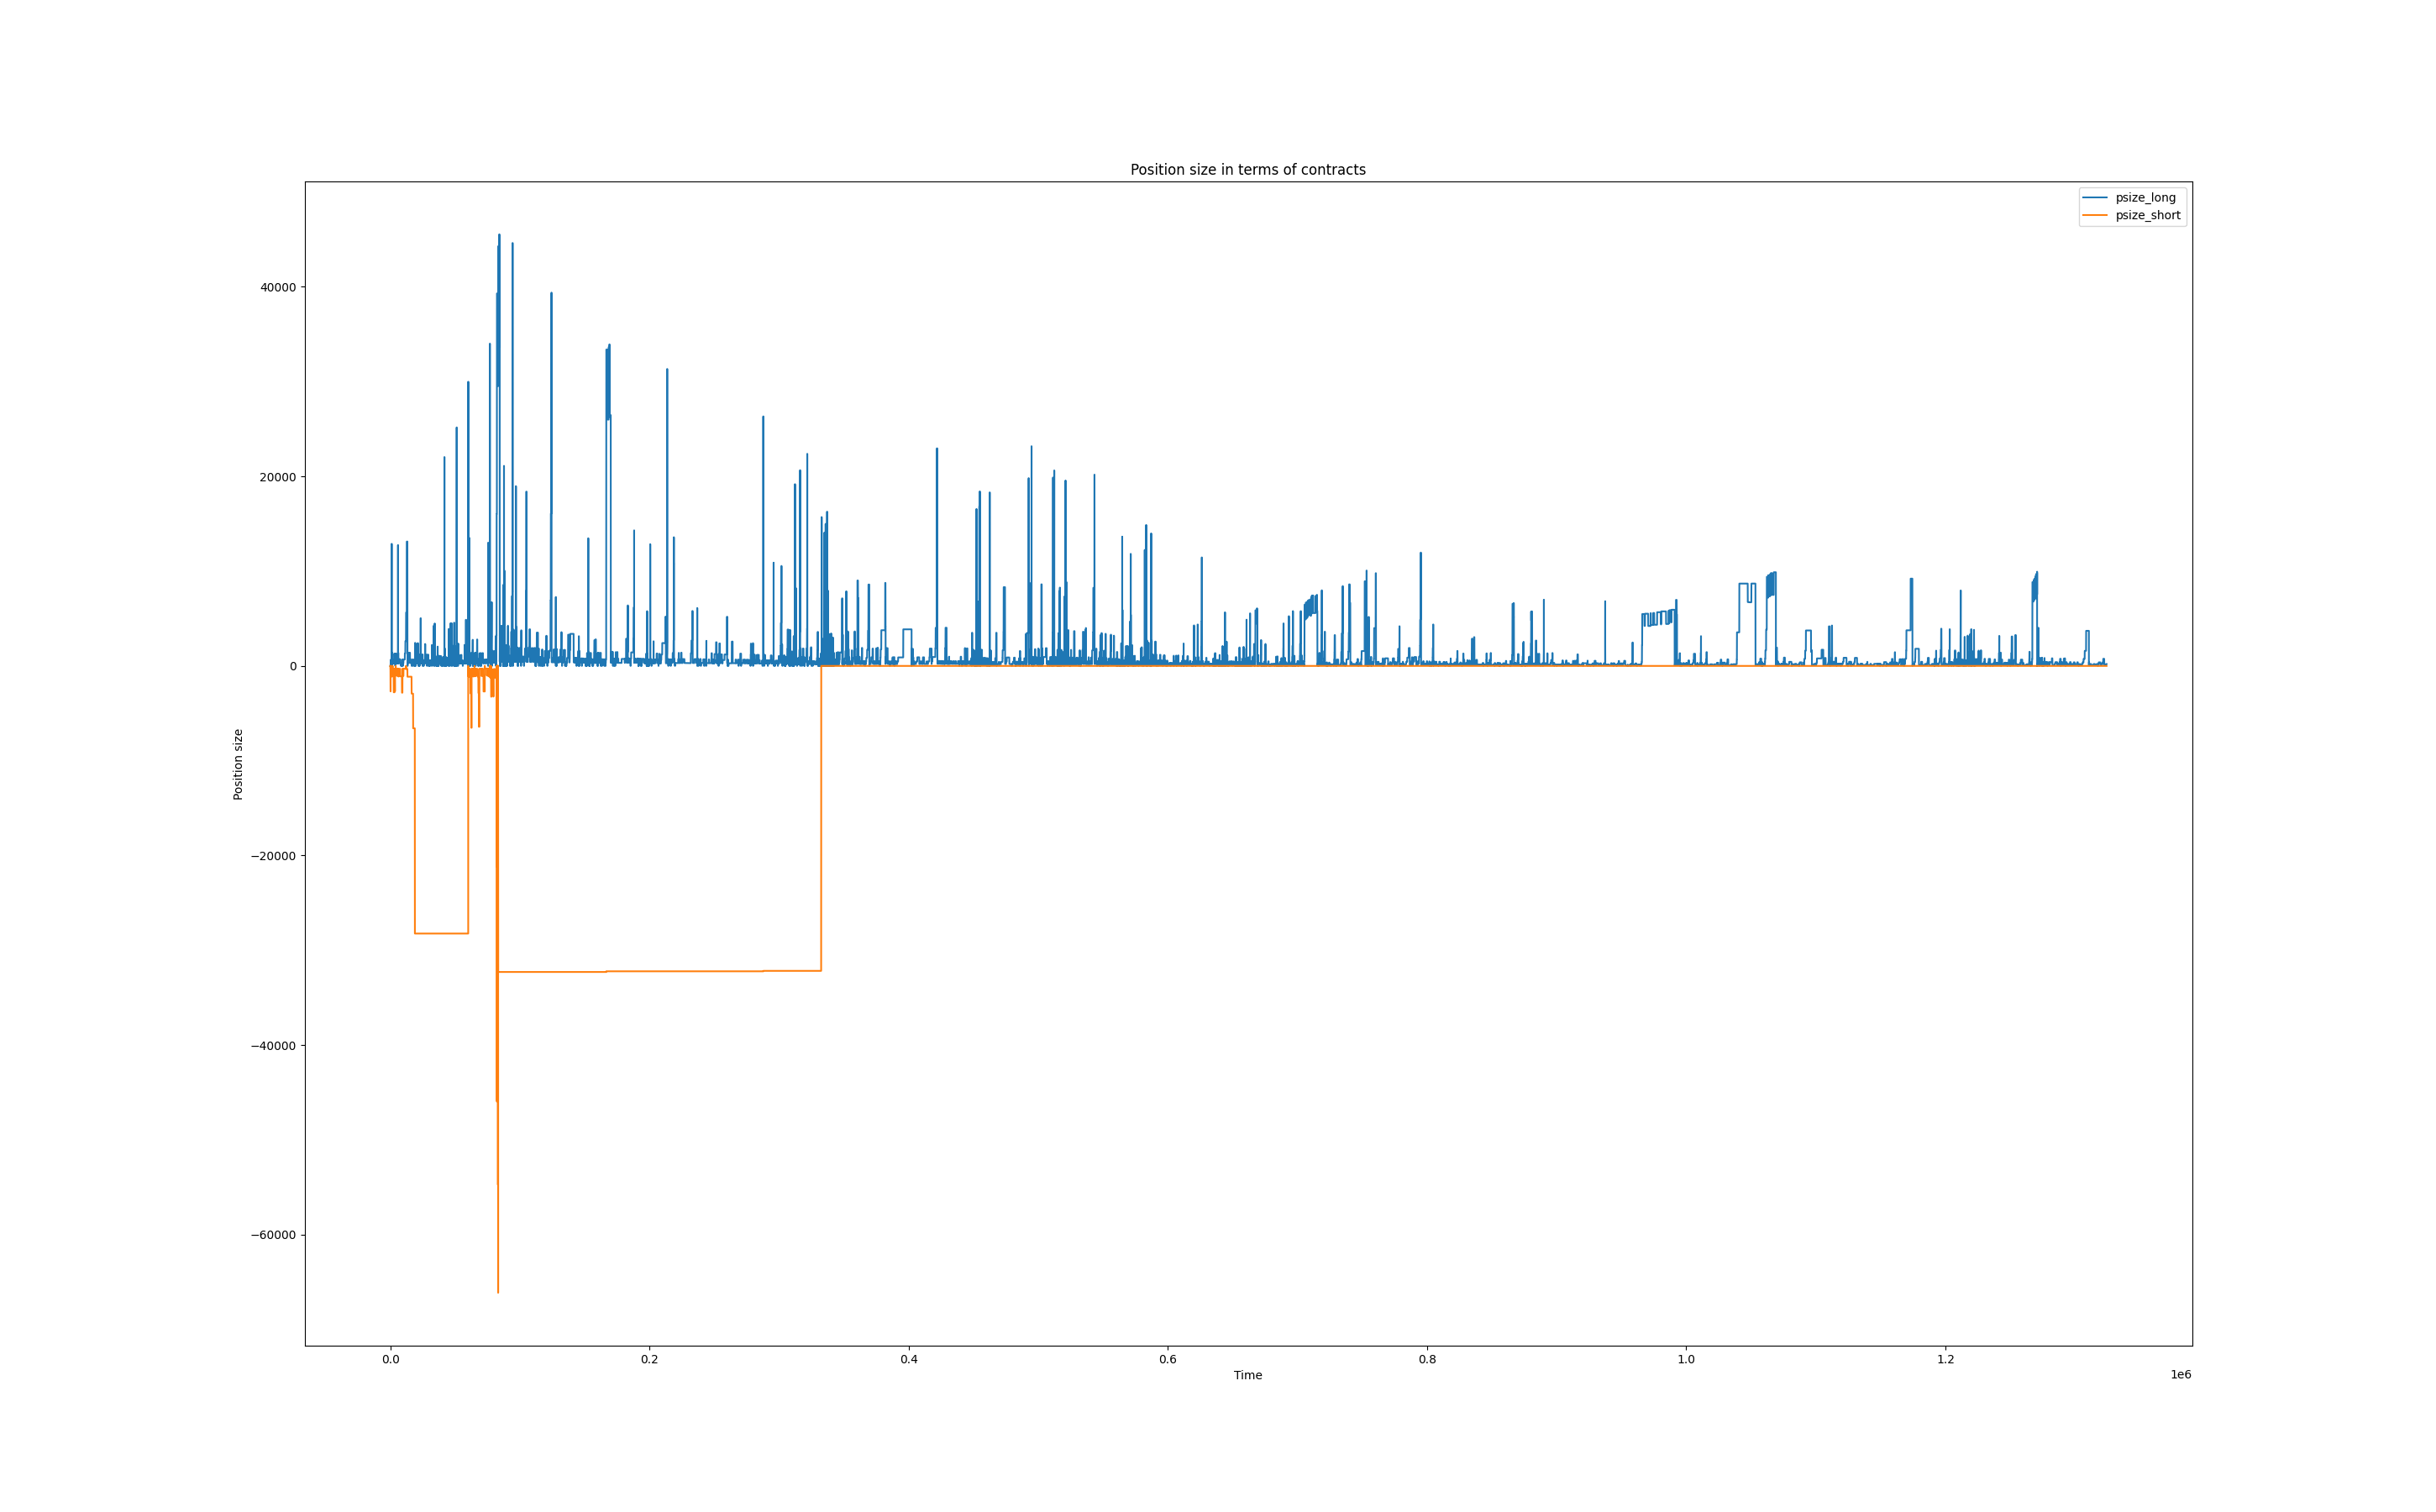 Position size in terms of contracts
psize_long
psize_short
40000
20000
0
−20000
−40000
−60000
Position size
0.0 0.2 0.4 0.6 0.8 1.0 1.2
1e6
Time